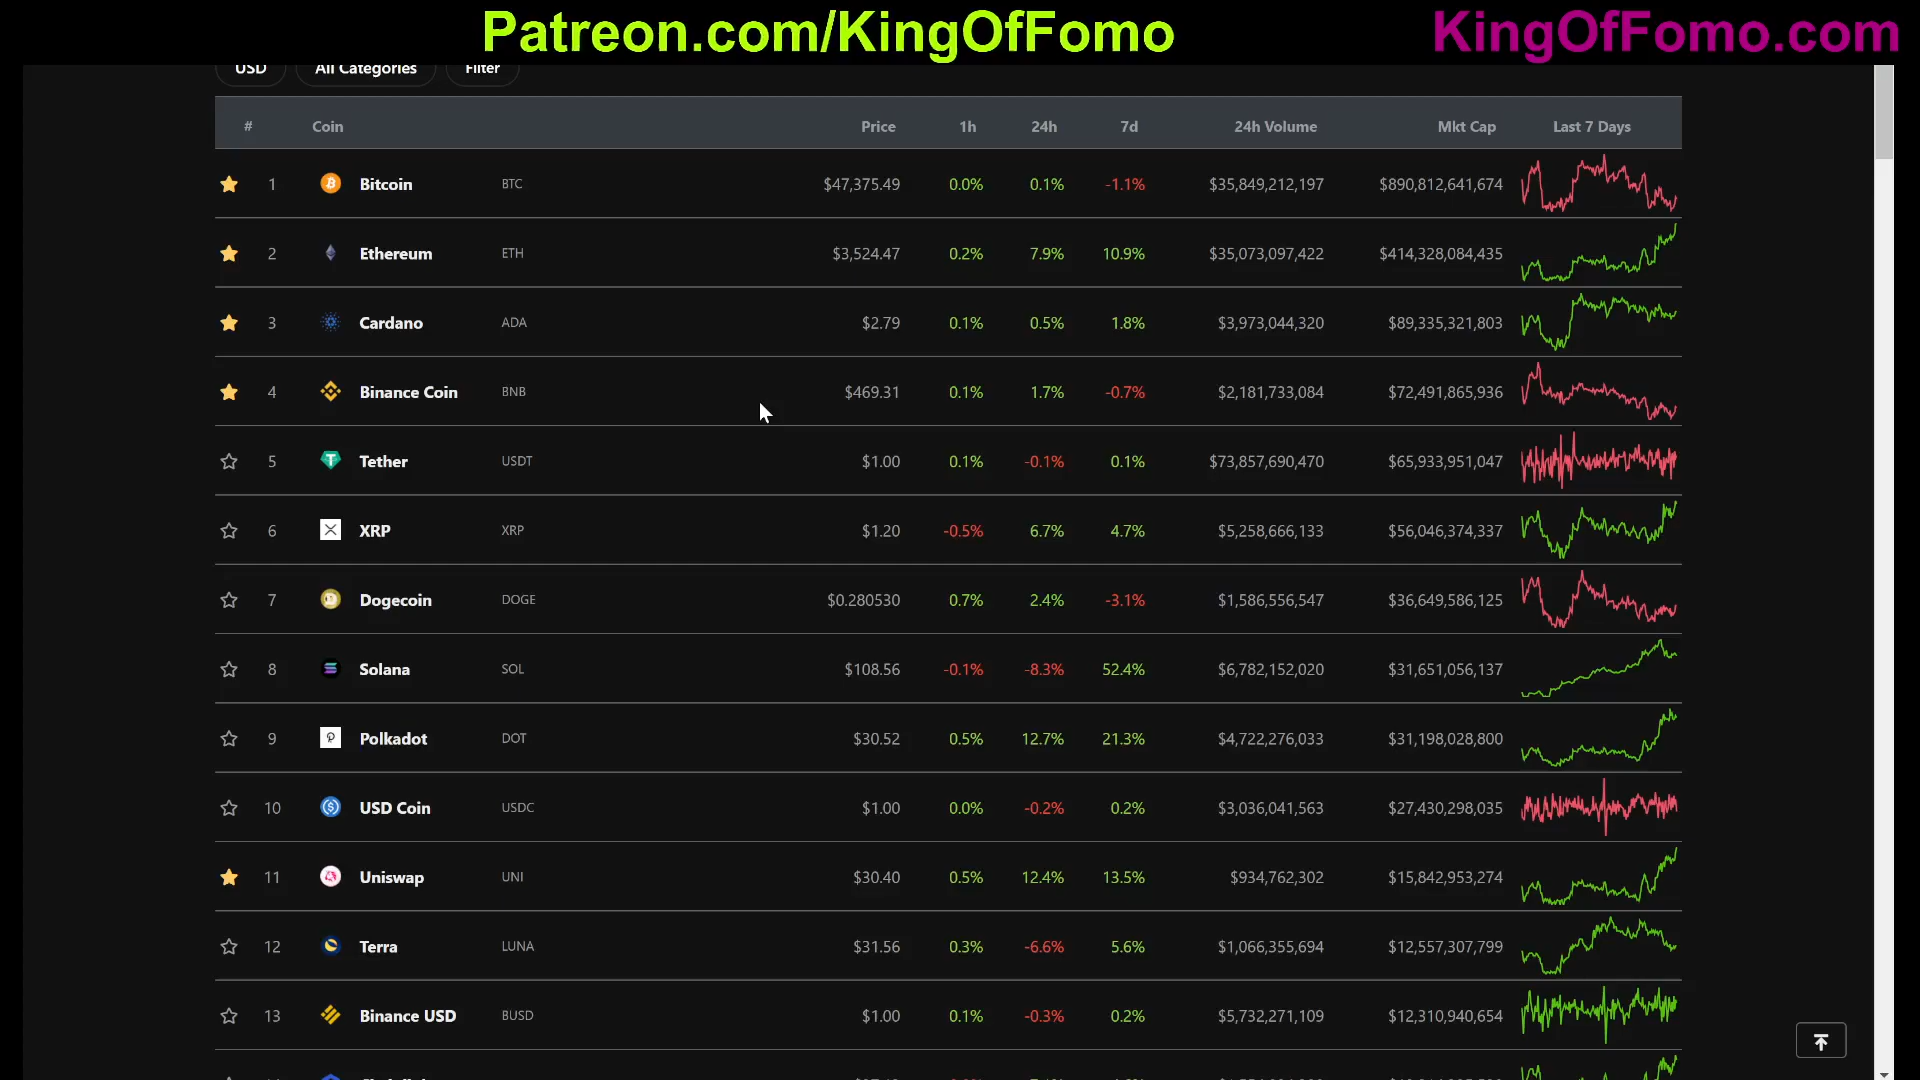 Patreon.com/KingOfFomo KingOfFomo.com
USD All Categories Filter
# Coin Price 1h 24h 7d 24h Volume Mkt Cap Last 7 Days
1 Bitcoin BTC $47,375.49 0.0% 0.1% -1.1% $35,849,212,197 $890,812,641,674
2 Ethereum ETH $3,524.47 0.2% 7.9% 10.9% $35,073,097,422 $414,328,084,435
3 Cardano ADA $2.79 0.1% 0.5% 1.8% $3,973,044,320 $89,335,321,803
4 Binance Coin BNB $469.31 0.1% 1.7% -0.7% $2,181,733,084 $72,491,865,936
5 Tether USDT $1.00 0.1% -0.1% 0.1% $73,857,690,470 $65,933,951,047
6 XRP XRP $1.20 -0.5% 6.7% 4.7% $5,258,666,133 $56,046,374,337
7 Dogecoin DOGE $0.280530 0.7% 2.4% -3.1% $1,586,556,547 $36,649,586,125
8 Solana SOL $108.56 -0.1% -8.3% 52.4% $6,782,152,020 $31,651,056,137
9 Polkadot DOT $30.52 0.5% 12.7% 21.3% $4,722,276,033 $31,198,028,800
10 USD Coin USDC $1.00 0.0% -0.2% 0.2% $3,036,041,563 $27,430,298,035
11 Uniswap UNI $30.40 0.5% 12.4% 13.5% $934,762,302 $15,842,953,274
12 Terra LUNA $31.56 0.3% -6.6% 5.6% $1,066,355,694 $12,557,307,799
13 Binance USD BUSD $1.00 0.1% -0.3% 0.2% $5,732,271,109 $12,310,940,654